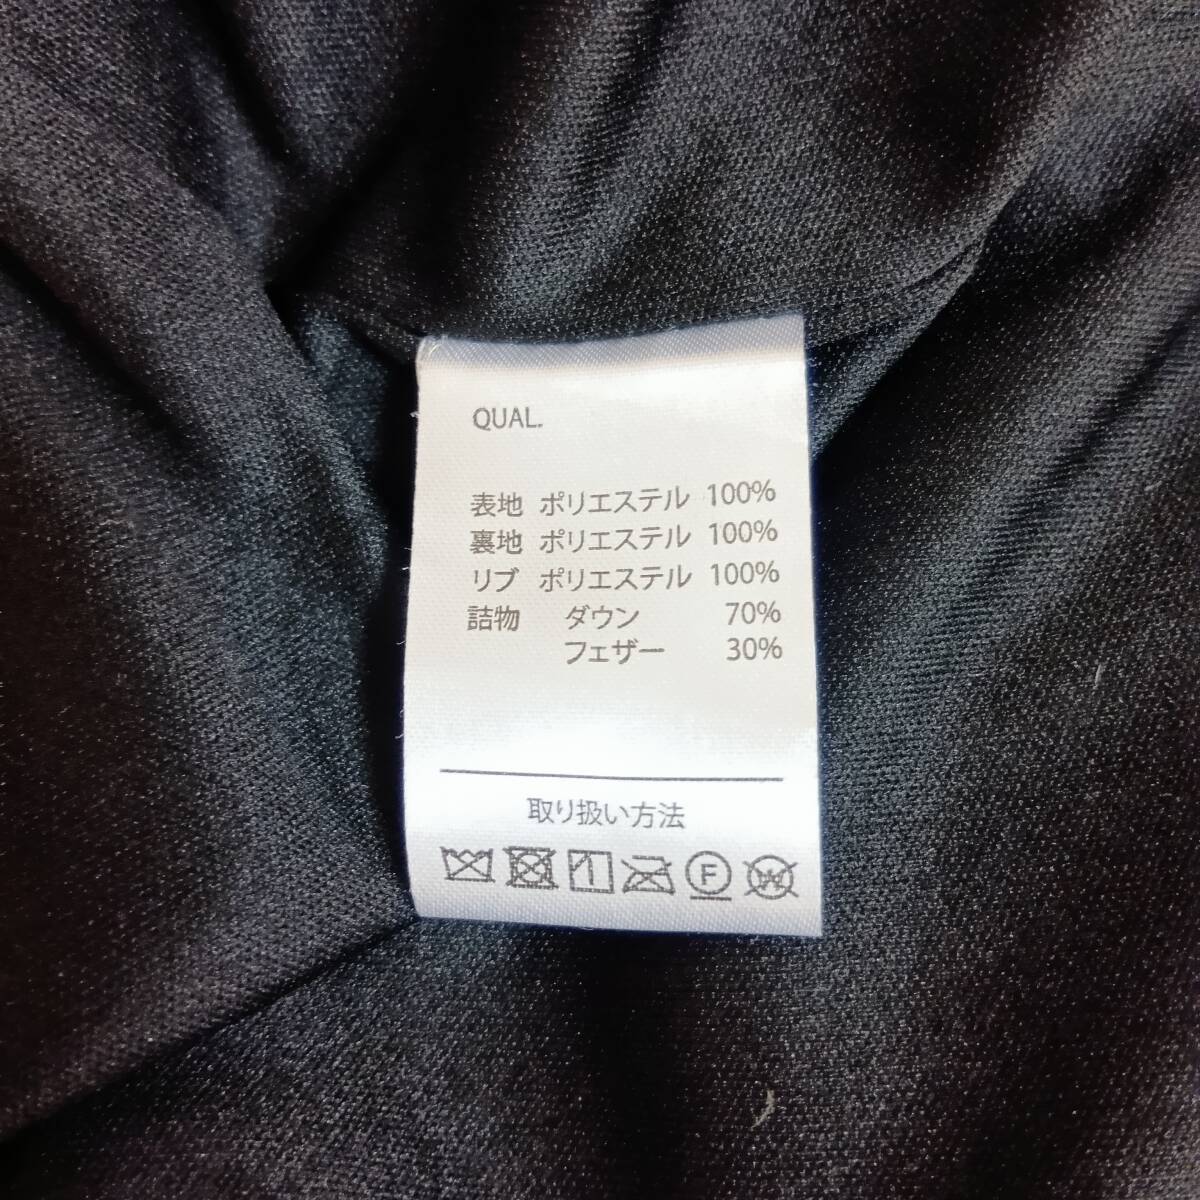 QUAL.
表地 ポリエステル 100%
裏地 ポリエステル 100%
リブ ポリエステル 100%
詰物 ダウン 70%
フェザー 30%
取り扱い方法
F W